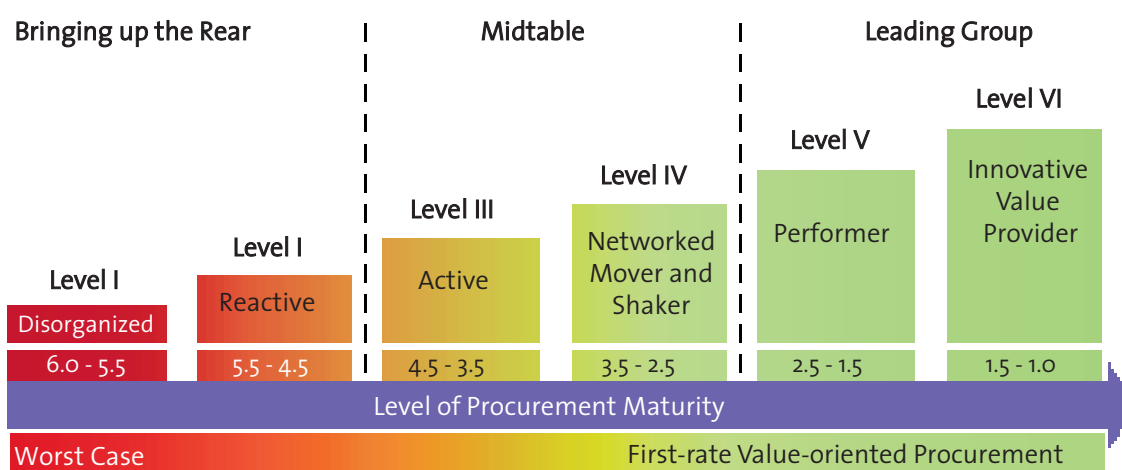 Bringing up the Rear
Midtable
Leading Group
Level I
Disorganized
6.0 - 5.5
Level I
Reactive
5.5 - 4.5
Level III
Active
4.5 - 3.5
Level IV
Networked
Mover and
Shaker
3.5 - 2.5
Level V
Performer
2.5 - 1.5
Level VI
Innovative
Value
Provider
1.5 - 1.0
Level of Procurement Maturity
Worst Case
First-rate Value-oriented Procurement